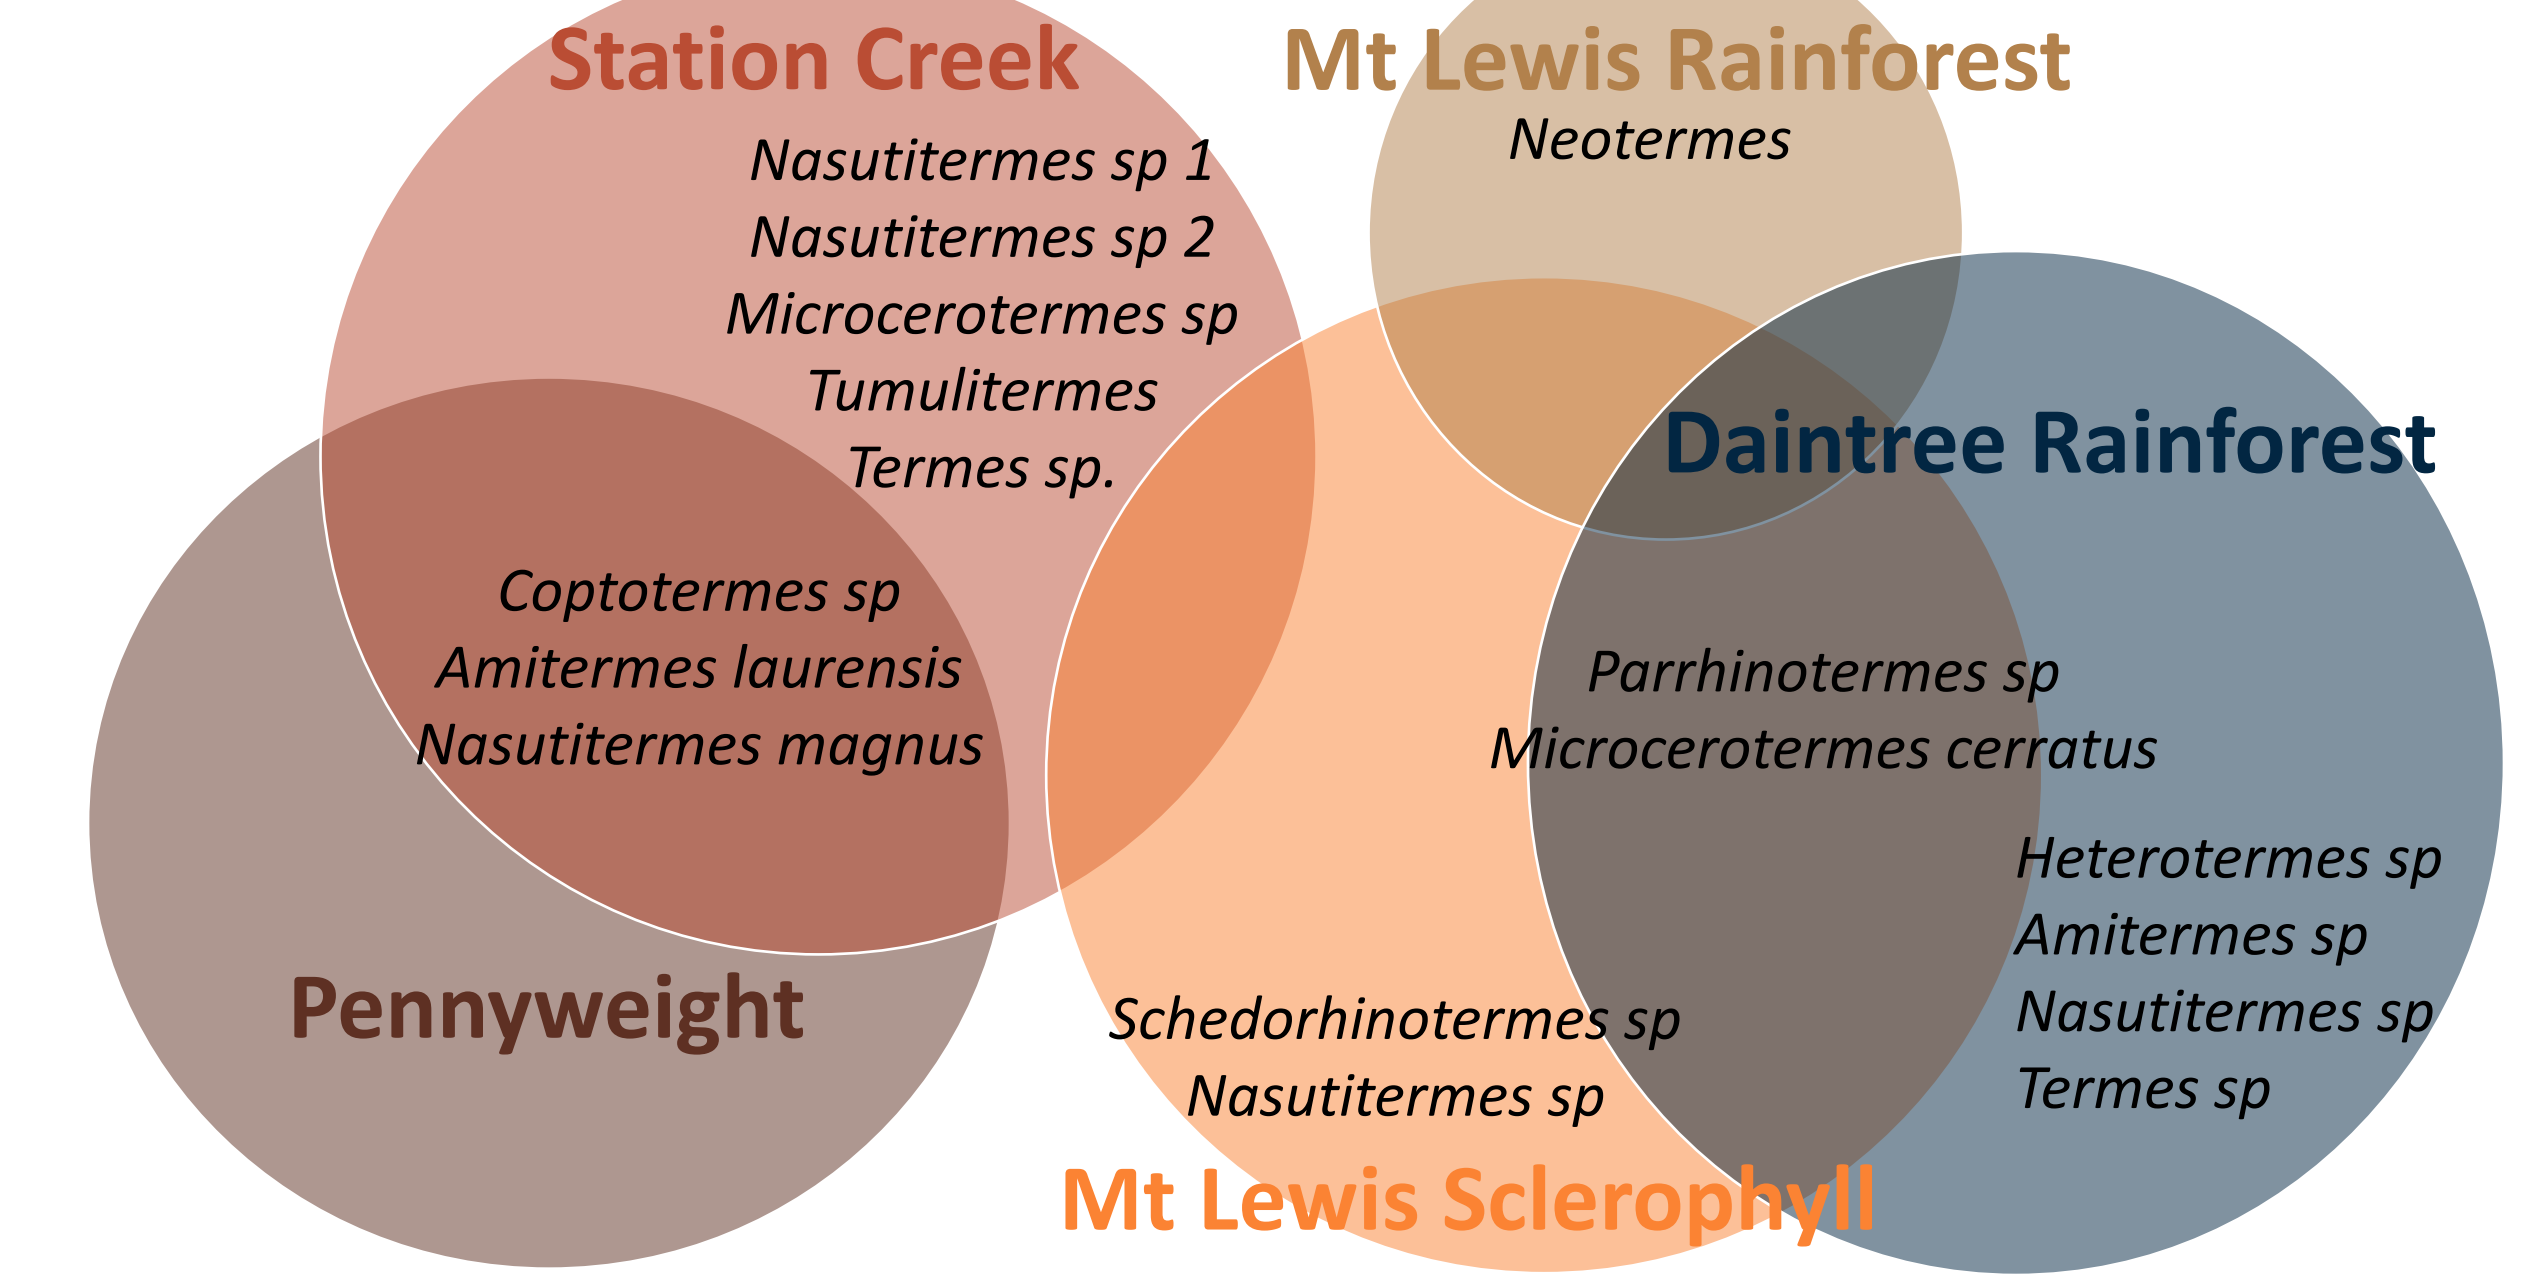 Station Creek
Nasutitermes sp 1
Nasutitermes sp 2
Microcerotermes sp
Tumulitermes
Termes sp.
Coptotermes sp
Amitermes laurensis
Nasutitermes magnus
Pennyweight
Mt Lewis Rainforest
Neotermes
Daintree Rainforest
Parrhinotermes sp
Microcerotermes cerratus
Heterotermes sp
Amitermes sp
Nasutitermes sp
Termes sp
Schedorhinotermes sp
Nasutitermes sp
Mt Lewis Sclerophyll